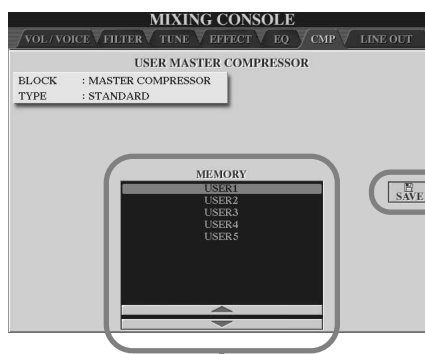 MIXING CONSOLE
VOL / VOICE FILTER TUNE EFFECT EQ CMP LINE OUT
USER MASTER COMPRESSOR
BLOCK : MASTER COMPRESSOR
TYPE : STANDARD
MEMORY
USER1
USER2
USER3
USER4
USER5
SAVE